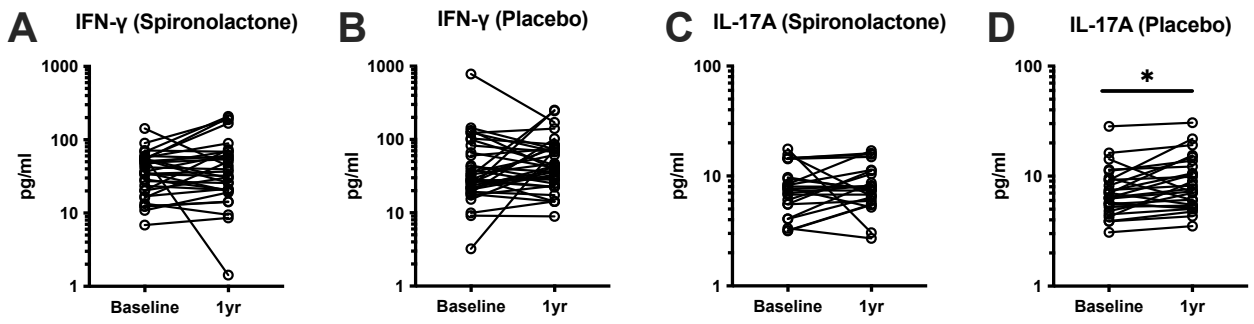 A IFN-γ (Spironolactone)
pg/ml
1000
100
10
1
Baseline 1yr
B IFN-γ (Placebo)
pg/ml
1000
100
10
1
Baseline 1yr
C IL-17A (Spironolactone)
pg/ml
100
10
1
Baseline 1yr
D IL-17A (Placebo)
pg/ml
100
10
1
*
Baseline 1yr